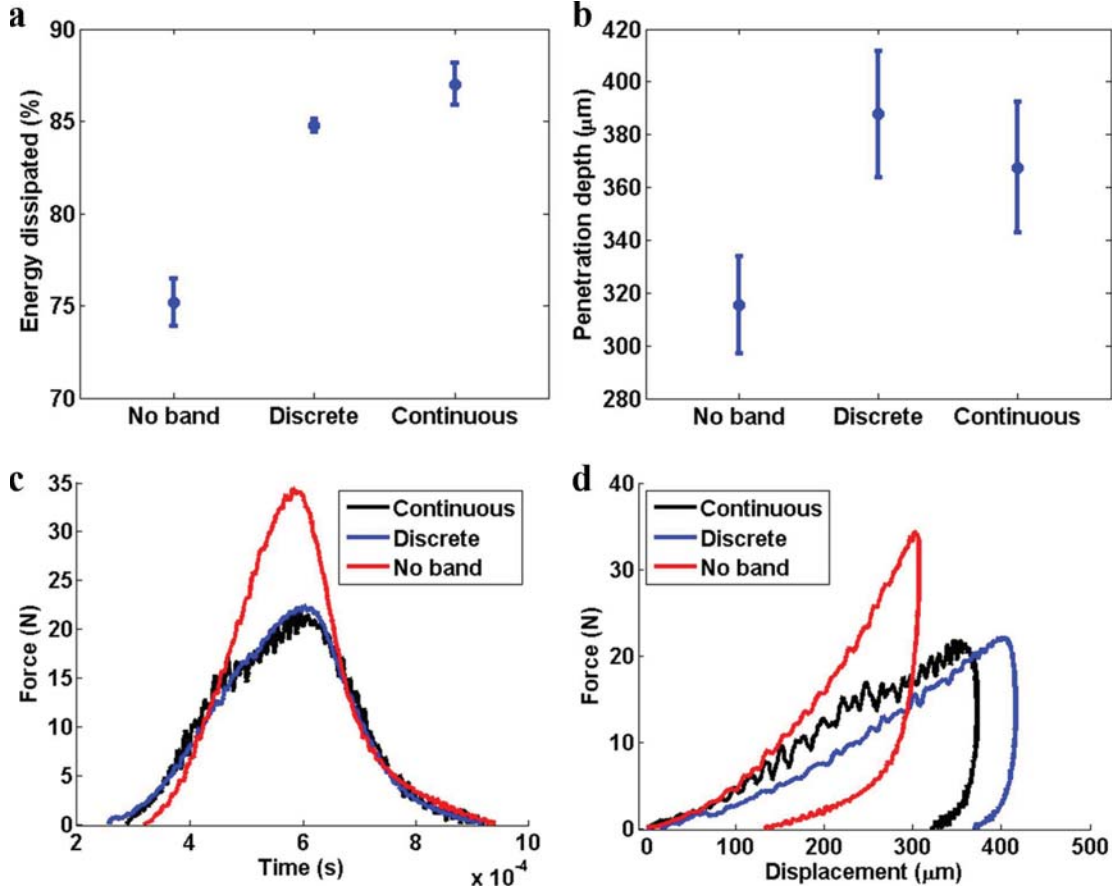 a
Energy dissipated (%)
90
85
80
75
70
No band Discrete Continuous
b
Penetration depth (μm)
420
400
380
360
340
320
300
280
No band Discrete Continuous
c
Force (N)
35
30
25
20
15
10
5
0
2 4 6 8 10
Time (s)
x 10⁻⁴
Continuous
Discrete
No band
d
Force (N)
40
30
20
10
0
0 100 200 300 400 500
Displacement (μm)
Continuous
Discrete
No band